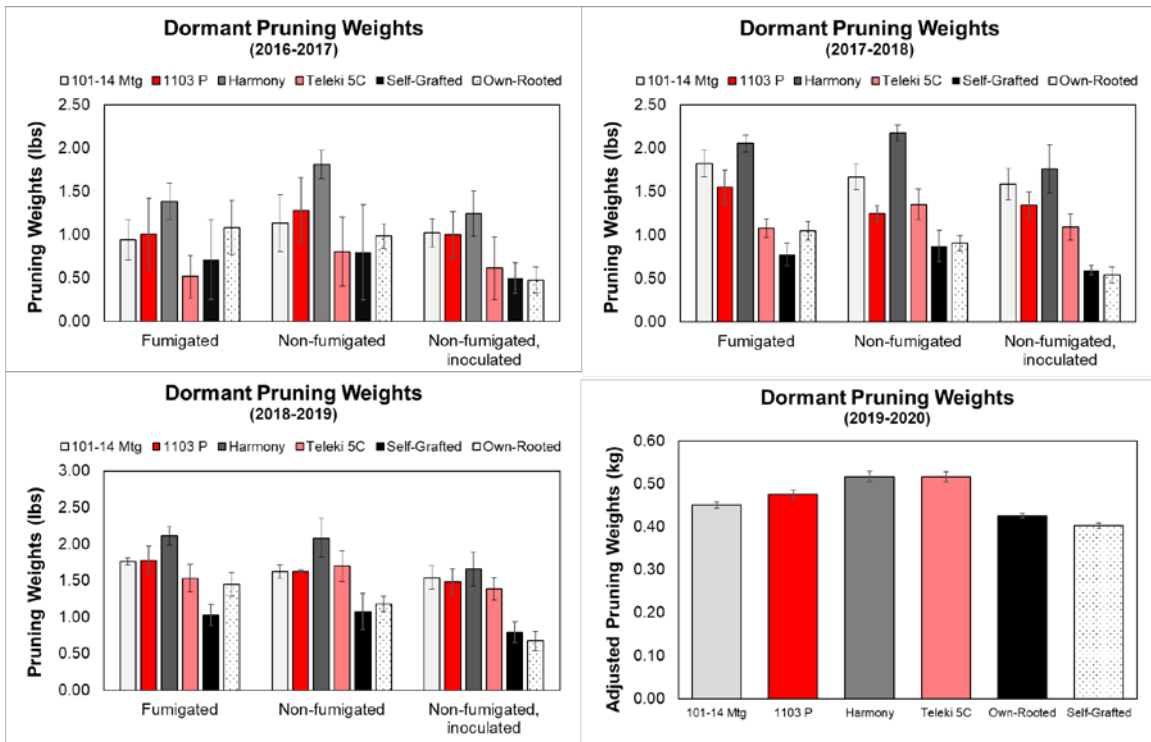 Dormant Pruning Weights
(2016-2017)
101-14 Mtg 1103 P Harmony Teleki 5C Self-Grafted Own-Rooted
Pruning Weights (lbs)
2.50
2.00
1.50
1.00
0.50
0.00
Fumigated Non-fumigated Non-fumigated,
inoculated
Dormant Pruning Weights
(2017-2018)
101-14 Mtg 1103 P Harmony Teleki 5C Self-Grafted Own-Rooted
Pruning Weights (lbs)
2.50
2.00
1.50
1.00
0.50
0.00
Fumigated Non-fumigated Non-fumigated,
inoculated
Dormant Pruning Weights
(2018-2019)
101-14 Mtg 1103 P Harmony Teleki 5C Self-Grafted Own-Rooted
Pruning Weights (lbs)
3.00
2.50
2.00
1.50
1.00
0.50
0.00
Fumigated Non-fumigated Non-fumigated,
inoculated
Dormant Pruning Weights
(2019-2020)
Adjusted Pruning Weights (kg)
0.60
0.50
0.40
0.30
0.20
0.10
0.00
101-14 Mtg 1103 P Harmony Teleki 5C Own-Rooted Self-Grafted